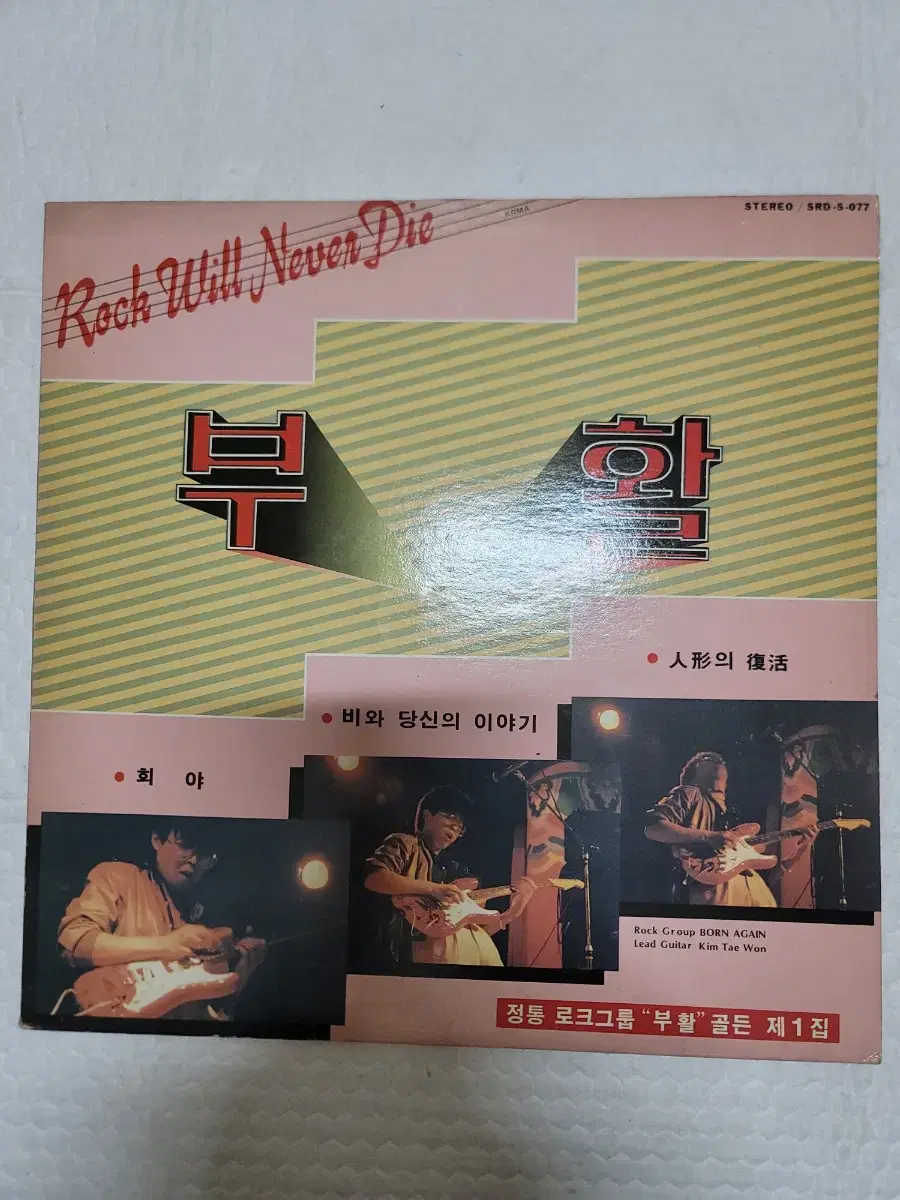 STEREO / SRD-S-077
KRMA
Rock Will Never Die
부 활
• 人形의 復活
• 비와 당신의 이야기
• 회 야
Rock Group BORN AGAIN
Lead Guitar Kim Tae Won
정통 로크그룹 “부활” 골든 제1집